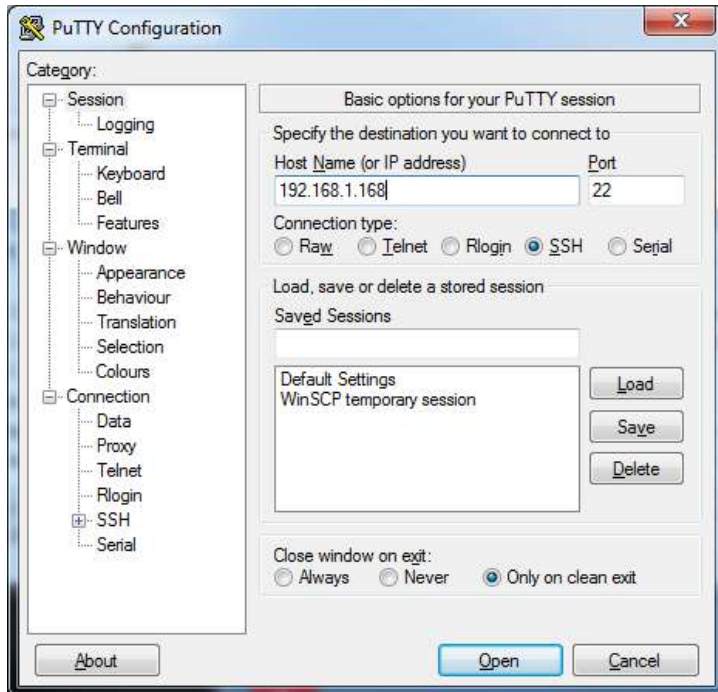 PuTTY Configuration
x
Category:
Session
Logging
Terminal
Keyboard
Bell
Features
Window
Appearance
Behaviour
Translation
Selection
Colours
Connection
Data
Proxy
Telnet
Rlogin
SSH
Serial
Basic options for your PuTTY session
Specify the destination you want to connect to
Host Name (or IP address) Port
192.168.1.168 22
Connection type:
Raw Telnet Rlogin SSH Serial
Load, save or delete a stored session
Saved Sessions
Default Settings
WinSCP temporary session
Load
Save
Delete
Close window on exit:
Always Never Only on clean exit
About Open Cancel